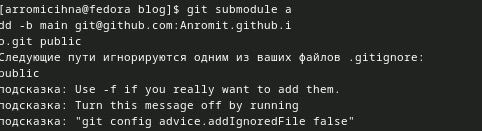 [arromicihna@fedora blog]$ git submodule a
dd -b main git@github.com:Anromit.github.i
o.git public
Следующие пути игнорируются одним из ваших файлов .gitignore:
public
подсказка: Use -f if you really want to add them.
подсказка: Turn this message off by running
подсказка: "git config advice.addIgnoredFile false"